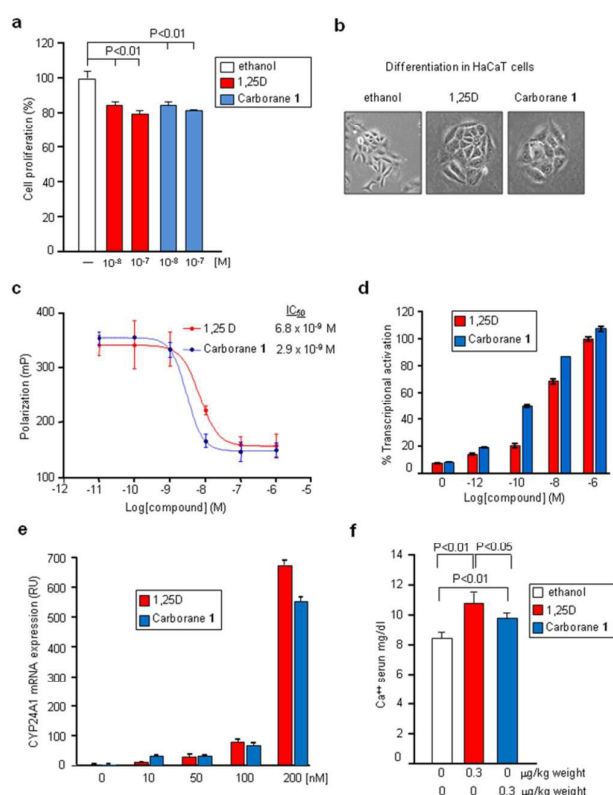 a
P<0.01
P<0.01
120
100
80
60
40
20
0
Cell proliferation (%)
ethanol
1,25D
Carborane 1
— 10-8 10-7 10-8 10-7 [M]
b
Differentiation in HaCaT cells
ethanol 1,25D Carborane 1
c
400
300
200
100
Polarization (mP)
IC50
1,25 D 6.8 x 10-9 M
Carborane 1 2.9 x 10-9 M
-12 -11 -10 -9 -8 -7 -6 -5
Log[compound] (M)
d
120
100
80
60
40
20
0
% Transcriptional activation
1,25D
Carborane 1
0 -12 -10 -8 -6
Log[compound] (M)
e
700
600
500
400
300
200
100
0
CYP24A1 mRNA expression (RU)
1,25D
Carborane 1
0 10 50 100 200 [nM]
f
P<0.01 P<0.05
P<0.01
14
12
10
8
6
4
2
0
Ca++ serun mg/dl
ethanol
1,25D
Carborane 1
0 0.3 0 µg/kg weight
0 0 0.3 µg/kg weight